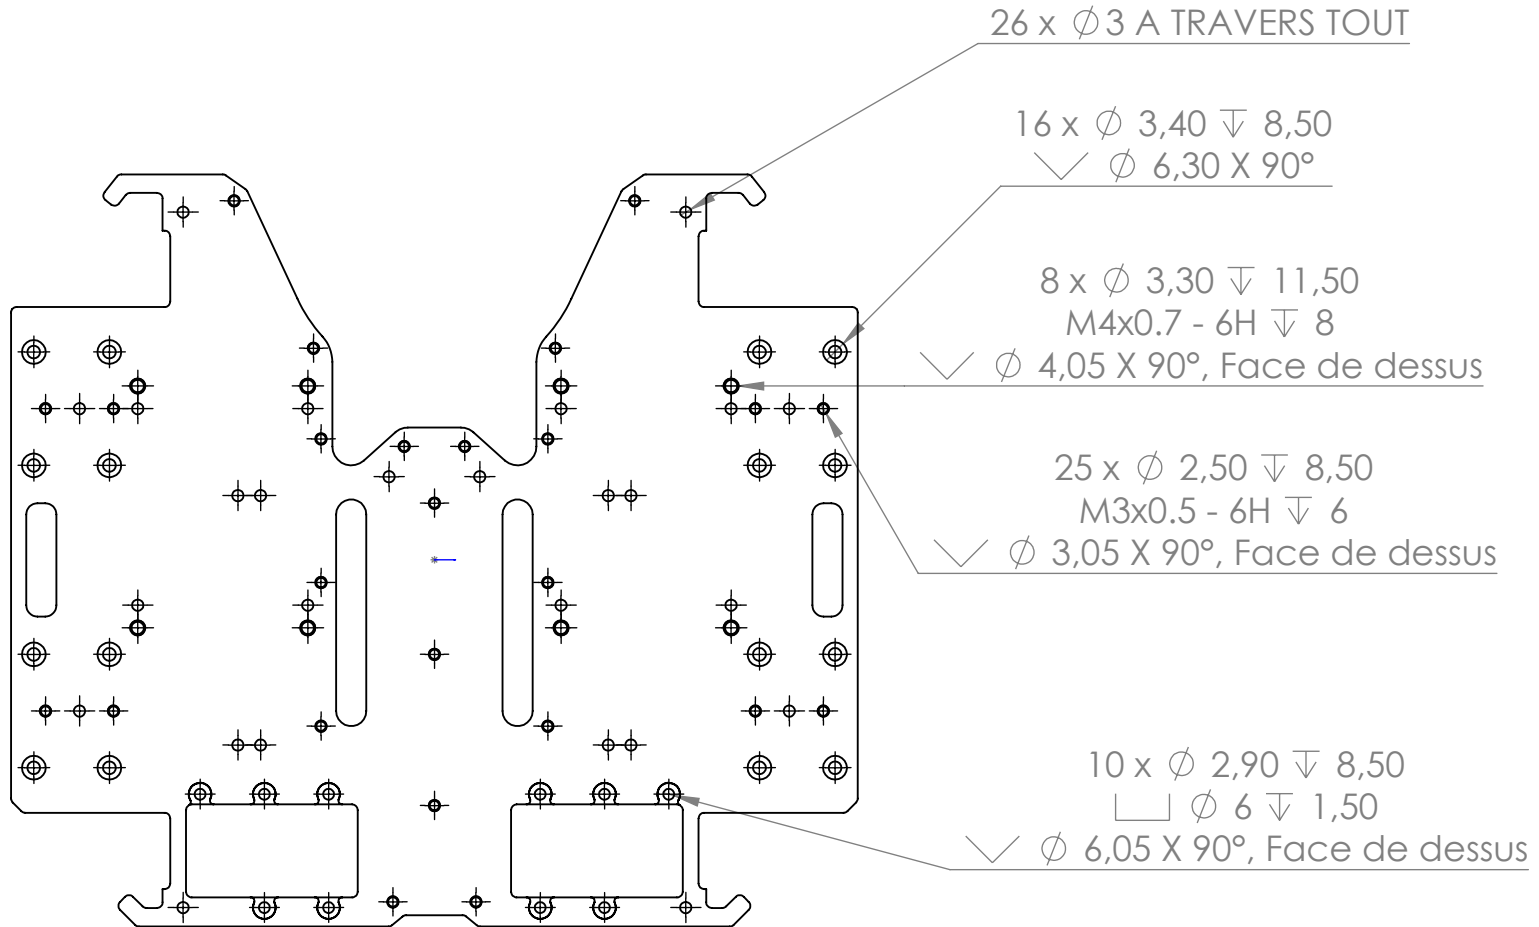 26 x ∅ 3 A TRAVERS TOUT
16 x ∅ 3,40 ↧ 8,50
⌵ ∅ 6,30 X 90°
8 x ∅ 3,30 ↧ 11,50
M4x0.7 - 6H ↧ 8
⌵ ∅ 4,05 X 90°, Face de dessus
25 x ∅ 2,50 ↧ 8,50
M3x0.5 - 6H ↧ 6
⌵ ∅ 3,05 X 90°, Face de dessus
10 x ∅ 2,90 ↧ 8,50
⌴ ∅ 6 ↧ 1,50
⌵ ∅ 6,05 X 90°, Face de dessus